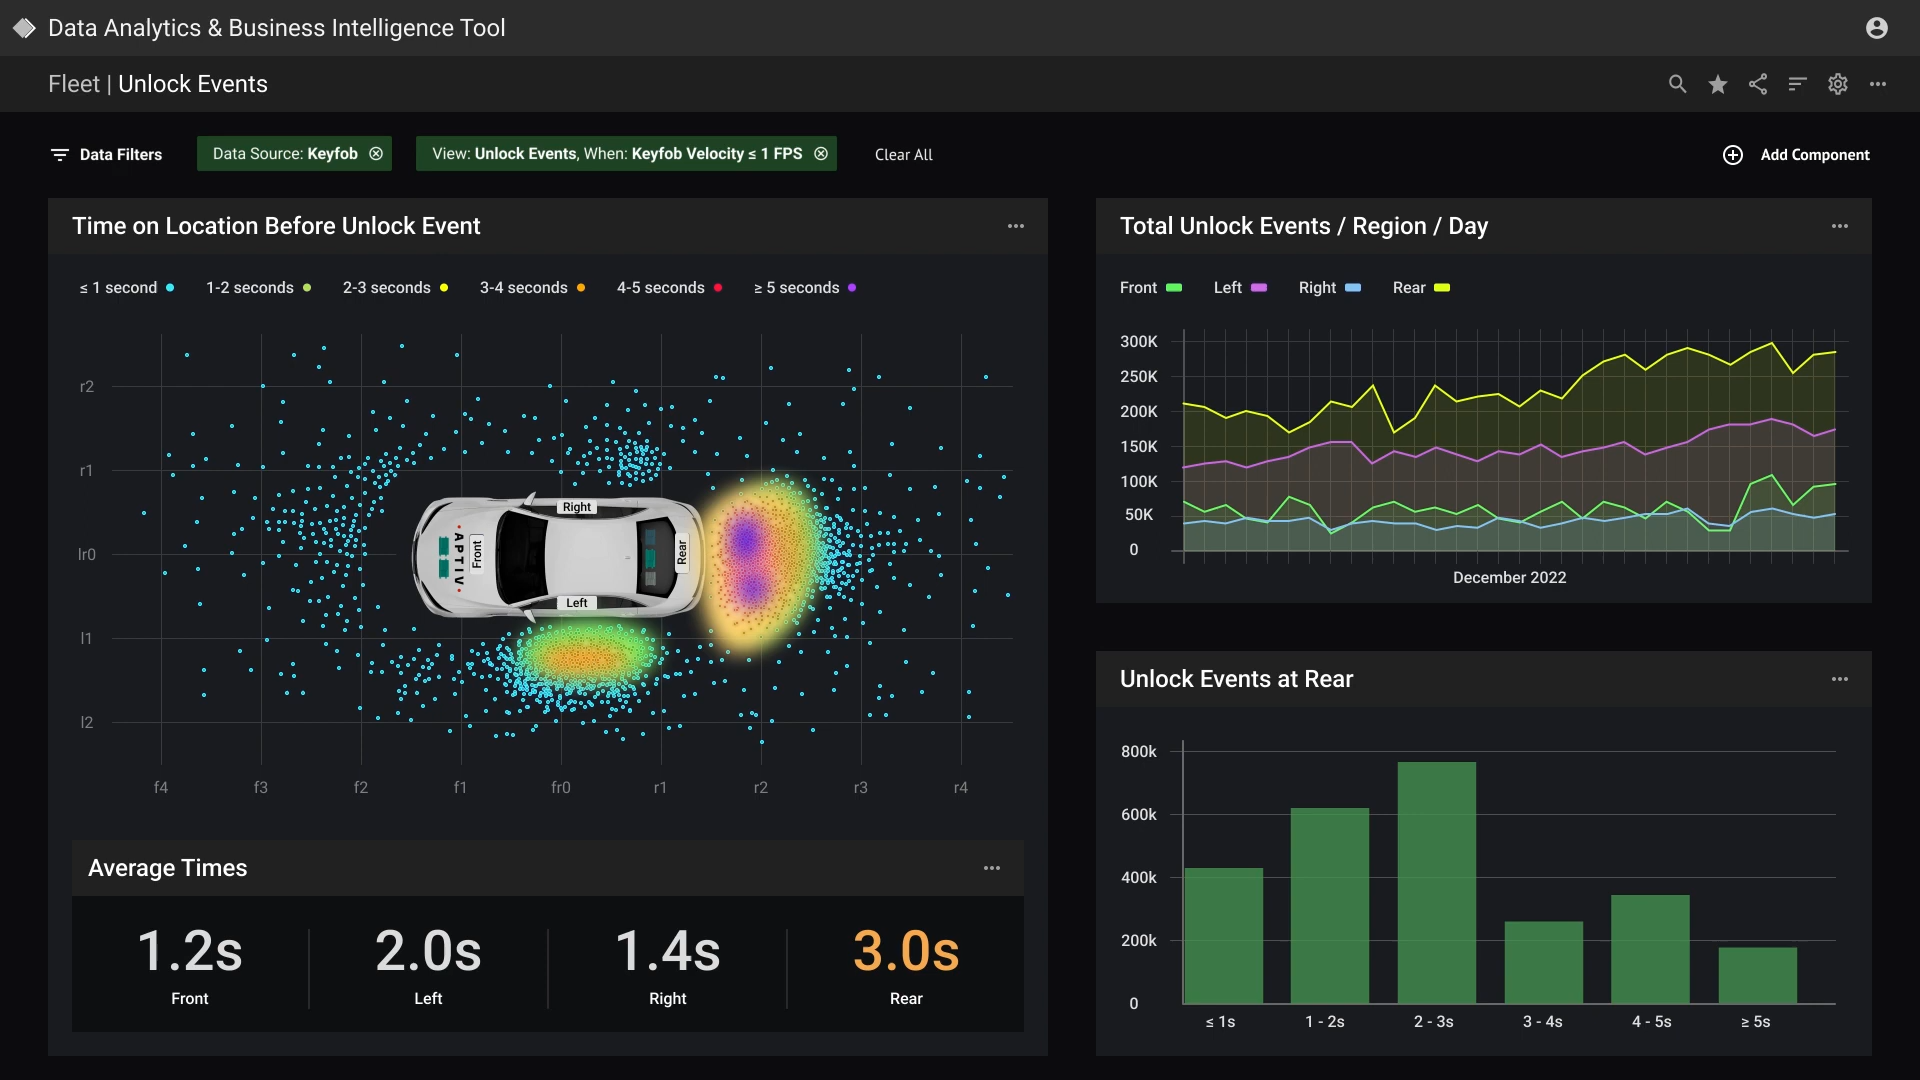 Data Analytics & Business Intelligence Tool
Fleet | Unlock Events
Data Filters
Data Source: Keyfob
View: Unlock Events, When: Keyfob Velocity ≤ 1 FPS
Clear All
Add Component
Time on Location Before Unlock Event
≤ 1 second
1-2 seconds
2-3 seconds
3-4 seconds
4-5 seconds
≥ 5 seconds
r2
r1
lr0
l1
l2
f4
f3
f2
f1
fr0
r1
r2
r3
r4
Right
Front
APTIV
Rear
Left
Average Times
1.2s
Front
2.0s
Left
1.4s
Right
3.0s
Rear
Total Unlock Events / Region / Day
Front
Left
Right
Rear
300K
250K
200K
150K
100K
50K
0
December 2022
Unlock Events at Rear
800k
600k
400k
200k
0
≤ 1s
1 - 2s
2 - 3s
3 - 4s
4 - 5s
≥ 5s